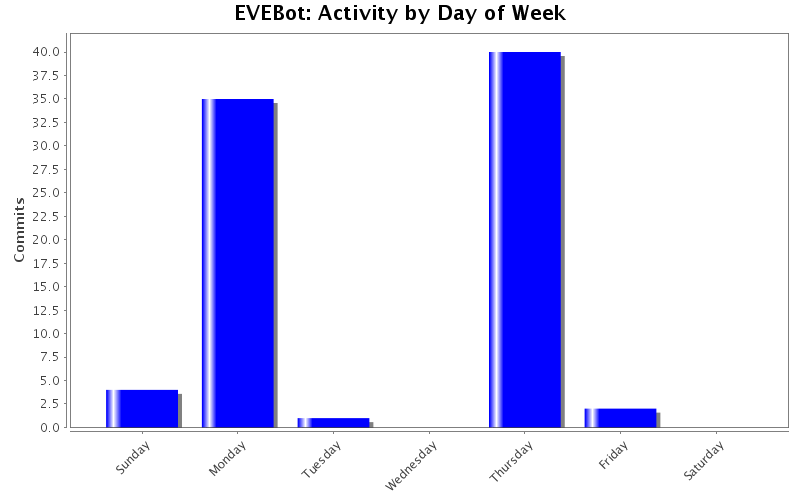 EVEBot: Activity by Day of Week
Commits
40.0
37.5
35.0
32.5
30.0
27.5
25.0
22.5
20.0
17.5
15.0
12.5
10.0
7.5
5.0
2.5
0.0
Sunday
Monday
Tuesday
Wednesday
Thursday
Friday
Saturday